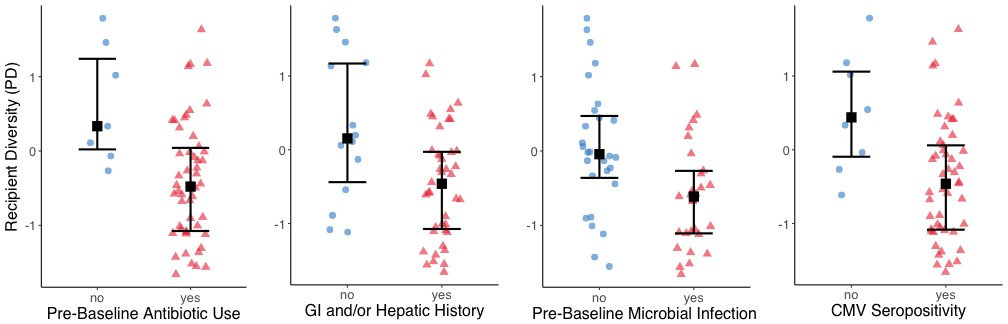 Recipient Diversity (PD)
1
0
-1
no yes
Pre-Baseline Antibiotic Use
1
0
-1
no yes
GI and/or Hepatic History
1
0
-1
no yes
Pre-Baseline Microbial Infection
1
0
-1
no yes
CMV Seropositivity